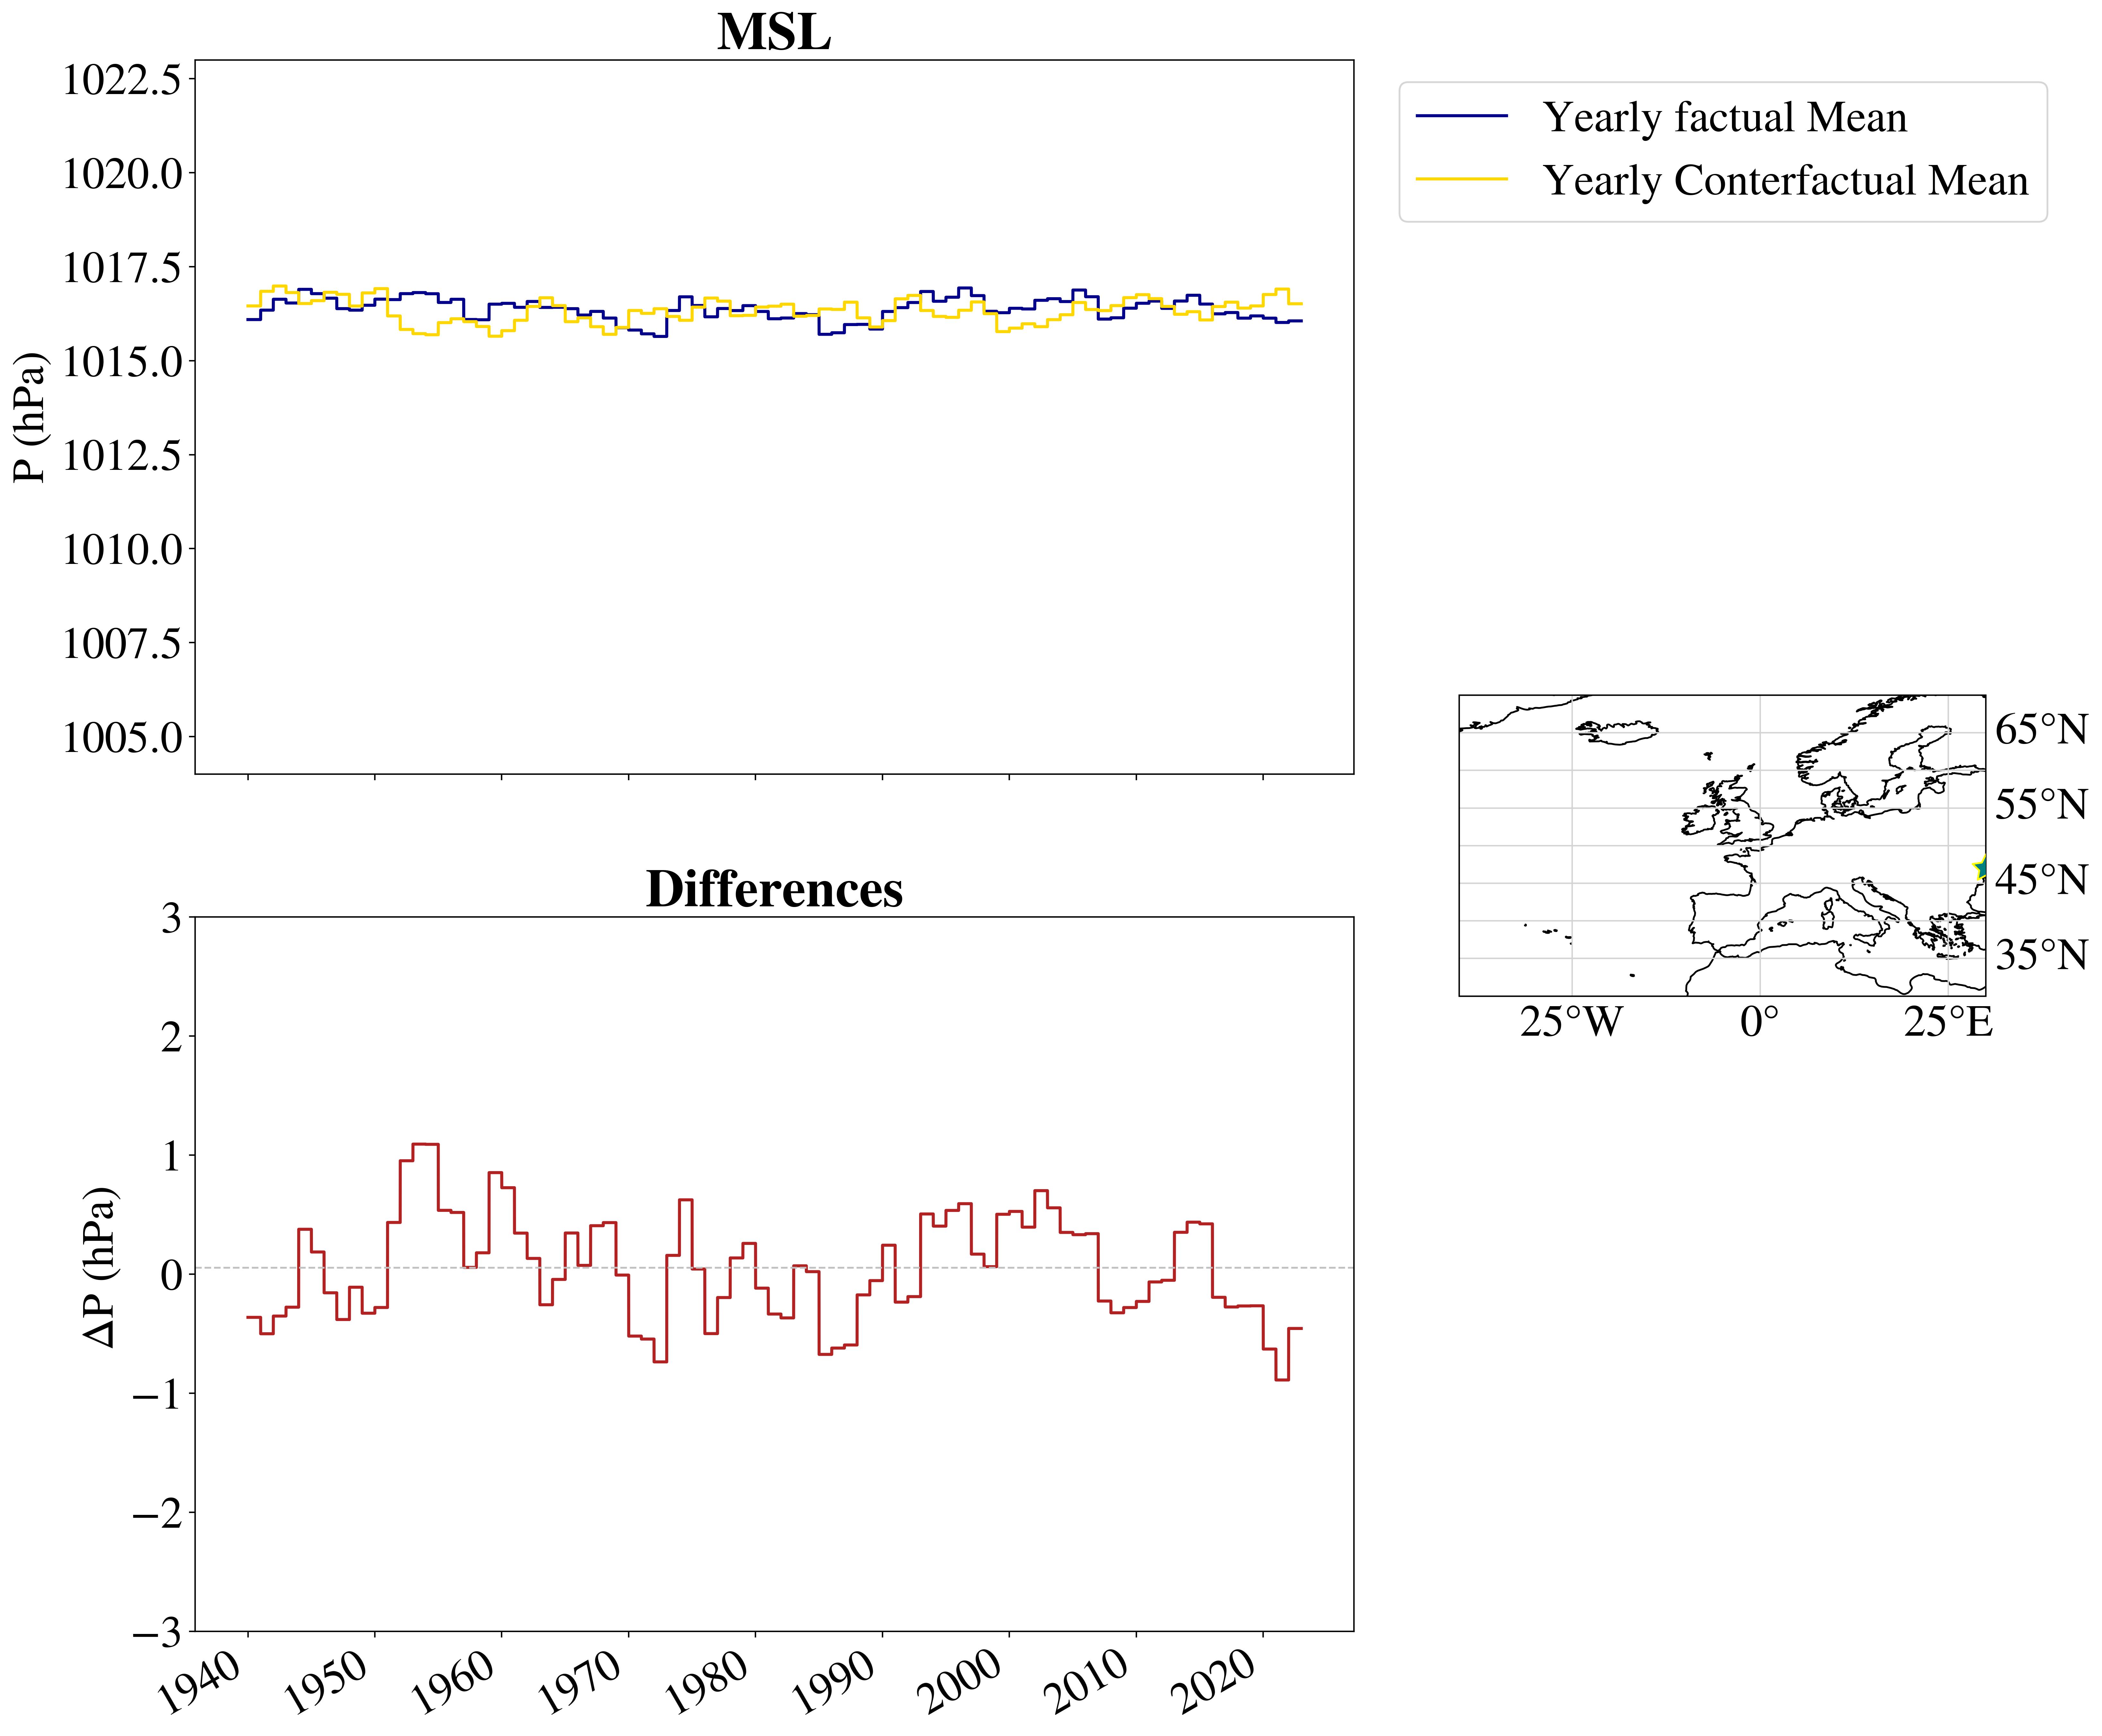 MSL
1022.5
1020.0
1017.5
1015.0
1012.5
1010.0
1007.5
1005.0
P (hPa)
Yearly factual Mean
Yearly Conterfactual Mean
65°N
55°N
45°N
35°N
25°W 0° 25°E
Differences
3
2
1
0
−1
−2
−3
ΔP (hPa)
1940 1950 1960 1970 1980 1990 2000 2010 2020